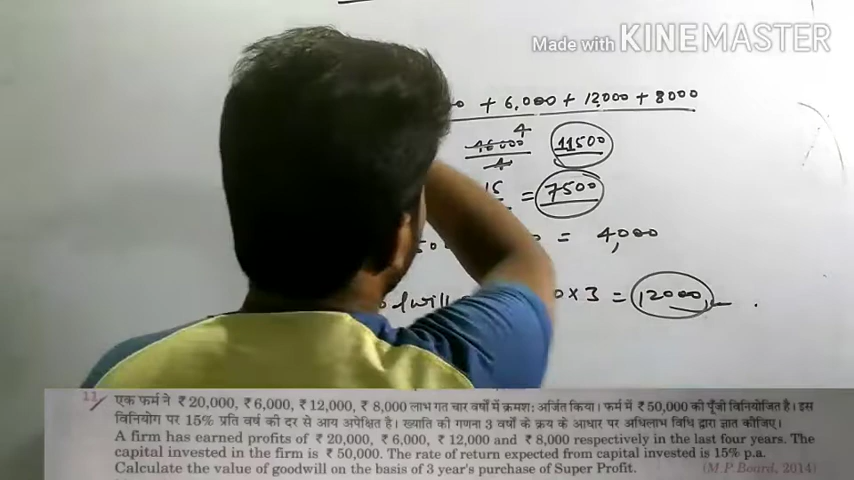 Made with KINEMASTER
+ 6,000 + 12,000 + 8000
46000 4 11500
4
15 = 7500
= 4,000
×3 = 12000
11 एक फर्म ने ₹ 20,000, ₹ 6,000, ₹ 12,000, ₹ 8,000 लाभ गत चार वर्षों में क्रमश: अर्जित किया। फर्म में ₹ 50,000 की पूँजी विनियोजित है। इस
विनियोग पर 15% प्रति वर्ष की दर से आय अपेक्षित है। ख्याति की गणना 3 वर्षों के क्रय के आधार पर अधिलाभ विधि द्वारा ज्ञात कीजिए।
A firm has earned profits of ₹ 20,000, ₹ 6,000, ₹ 12,000 and ₹ 8,000 respectively in the last four years. The
capital invested in the firm is ₹ 50,000. The rate of return expected from capital invested is 15% p.a.
Calculate the value of goodwill on the basis of 3 year's purchase of Super Profit. (M.P. Board, 2014)